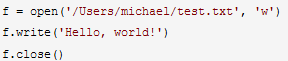 f = open('/Users/michael/test.txt', 'w')
f.write('Hello, world!')
f.close()